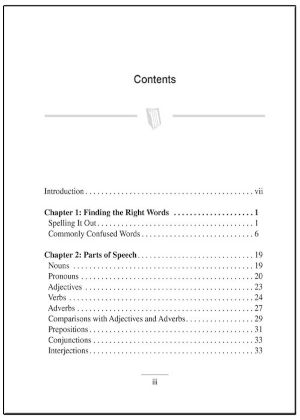 Contents
Introduction . . . . . . . . . . . . . . . . . . . . . . . . . . . . . . . . . . . . . . . . . . . . vii
Chapter 1: Finding the Right Words . . . . . . . . . . . . . . . . . . . . 1
Spelling It Out . . . . . . . . . . . . . . . . . . . . . . . . . . . . . . . . . . . . . . . . 1
Commonly Confused Words . . . . . . . . . . . . . . . . . . . . . . . . . . . . . 6
Chapter 2: Parts of Speech . . . . . . . . . . . . . . . . . . . . . . . . . . . . . . 19
Nouns . . . . . . . . . . . . . . . . . . . . . . . . . . . . . . . . . . . . . . . . . . . . . . 19
Pronouns . . . . . . . . . . . . . . . . . . . . . . . . . . . . . . . . . . . . . . . . . . . . 20
Adjectives . . . . . . . . . . . . . . . . . . . . . . . . . . . . . . . . . . . . . . . . . . . 23
Verbs . . . . . . . . . . . . . . . . . . . . . . . . . . . . . . . . . . . . . . . . . . . . . . . 24
Adverbs . . . . . . . . . . . . . . . . . . . . . . . . . . . . . . . . . . . . . . . . . . . . . 27
Comparisons with Adjectives and Adverbs . . . . . . . . . . . . . . . . . 29
Prepositions . . . . . . . . . . . . . . . . . . . . . . . . . . . . . . . . . . . . . . . . . . 31
Conjunctions . . . . . . . . . . . . . . . . . . . . . . . . . . . . . . . . . . . . . . . . . 33
Interjections . . . . . . . . . . . . . . . . . . . . . . . . . . . . . . . . . . . . . . . . . . 33
iii